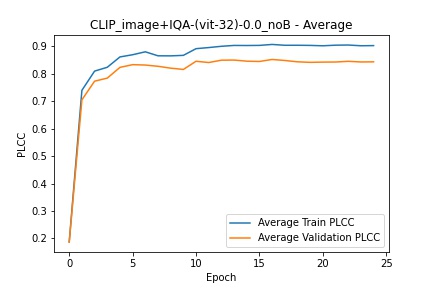 CLIP_image+IQA-(vit-32)-0.0_noB - Average
0.9
0.8
0.7
0.6
0.5
0.4
0.3
0.2
PLCC
Average Train PLCC
Average Validation PLCC
0 5 10 15 20 25
Epoch